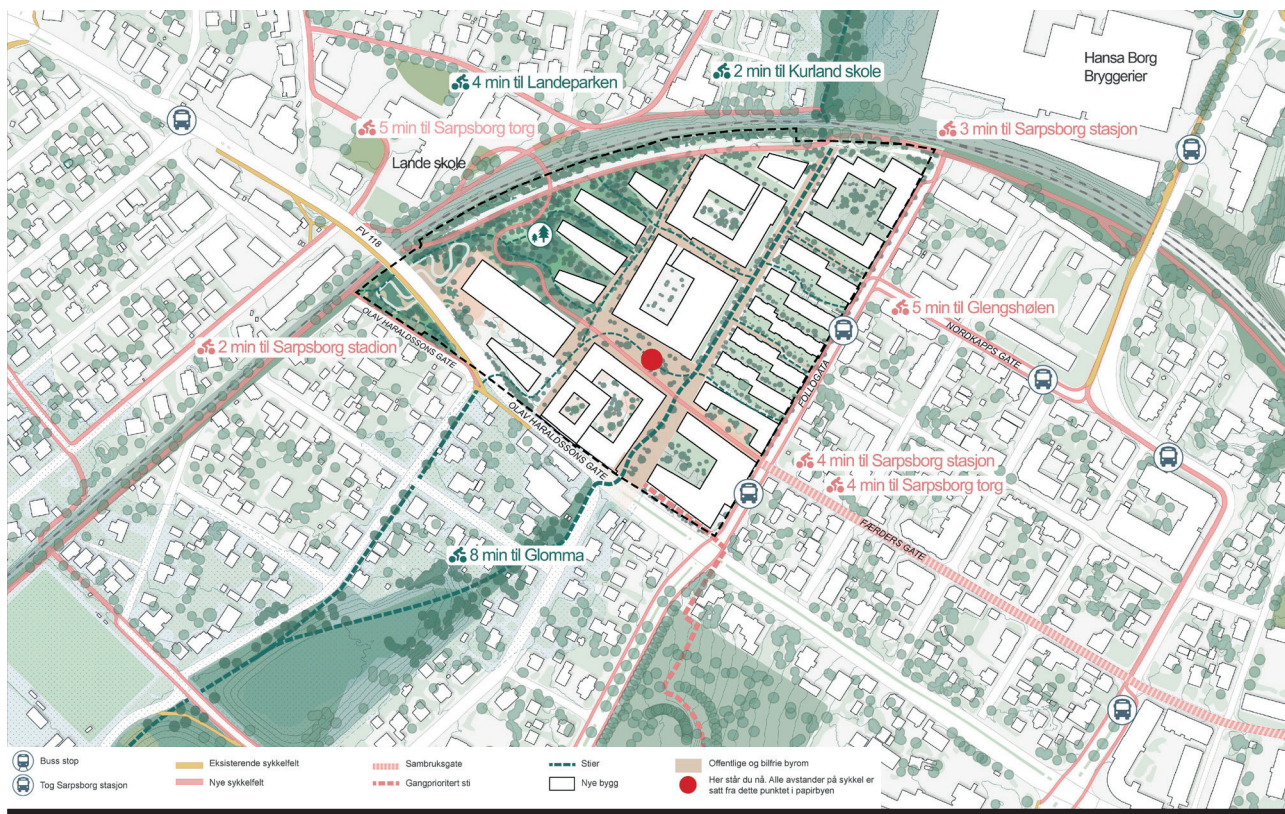 Hansa Borg
Bryggerier
2 min til Kurland skole
4 min til Landeparken
5 min til Sarpsborg torg
3 min til Sarpsborg stasjon
Lande skole
FV 118
5 min til Glengshølen
OLAV HARALDSSONS GATE
2 min til Sarpsborg stadion
NORDKAPPS GATE
FOLLOGATA
OLAV HARALDSSONS GATE
4 min til Sarpsborg stasjon
4 min til Sarpsborg torg
FÆRDERS GATE
8 min til Glomma
Buss stop
Tog Sarpsborg stasjon
Eksisterende sykkelfelt
Nye sykkelfelt
Sambruksgate
Gangprioritert sti
Stier
Nye bygg
Offentlige og bilfrie byrom
Her står du nå. Alle avstander på sykkel er
satt fra dette punktet i papirbyen